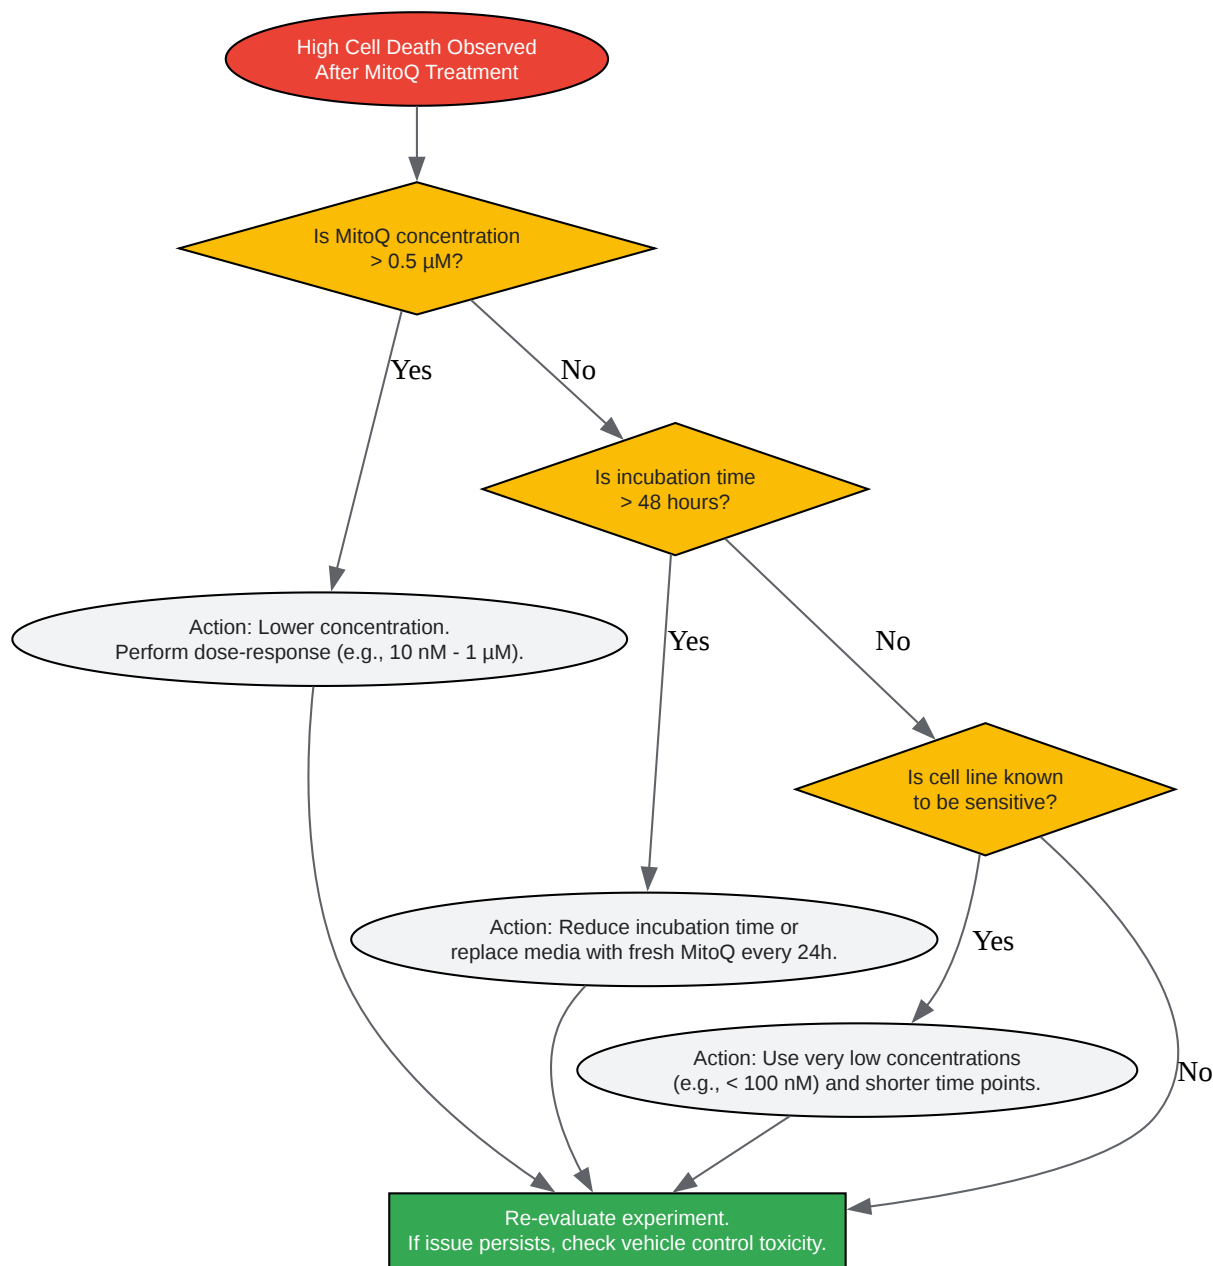 High Cell Death Observed
After MitoQ Treatment
Is MitoQ concentration
> 0.5 µM?
Yes
No
Is incubation time
> 48 hours?
Action: Lower concentration.
Perform dose-response (e.g., 10 nM - 1 µM).
Yes
No
Is cell line known
to be sensitive?
Action: Reduce incubation time or
replace media with fresh MitoQ every 24h.
Yes
Action: Use very low concentrations
(e.g., < 100 nM) and shorter time points.
No
Re-evaluate experiment.
If issue persists, check vehicle control toxicity.